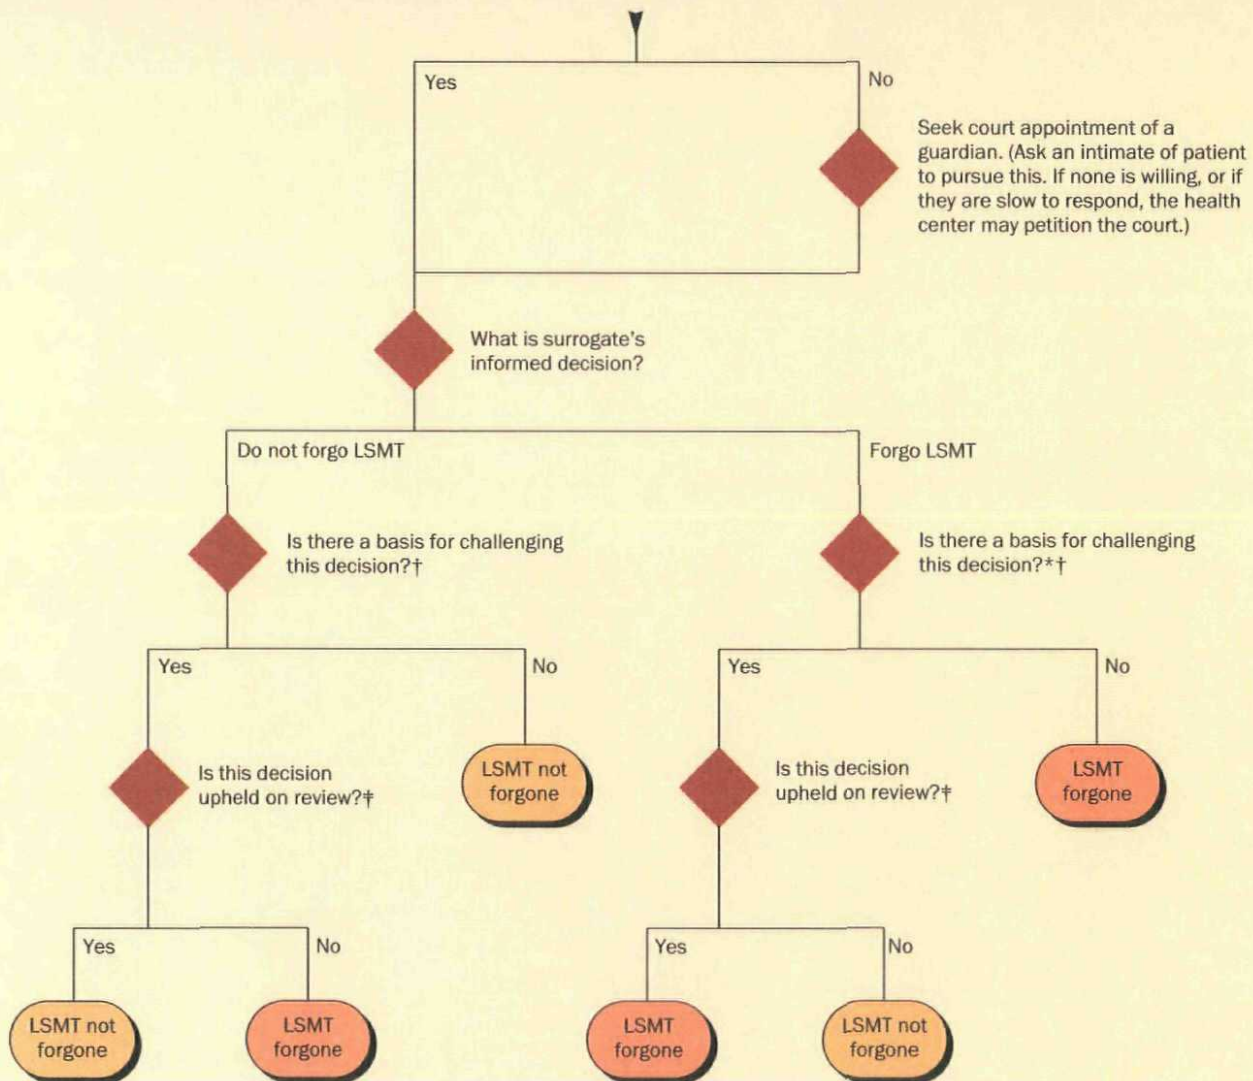 Yes
No
Seek court appointment of a
guardian. (Ask an intimate of patient
to pursue this. If none is willing, or if
they are slow to respond, the health
center may petition the court.)
What is surrogate's
informed decision?
Do not forgo LSMT
Forgo LSMT
Is there a basis for challenging
this decision?†
Is there a basis for challenging
this decision?*†
Yes
No
Yes
No
Is this decision
upheld on review?‡
LSMT not
forgone
Is this decision
upheld on review?‡
LSMT
forgone
Yes
No
Yes
No
LSMT not
forgone
LSMT
forgone
LSMT
forgone
LSMT not
forgone